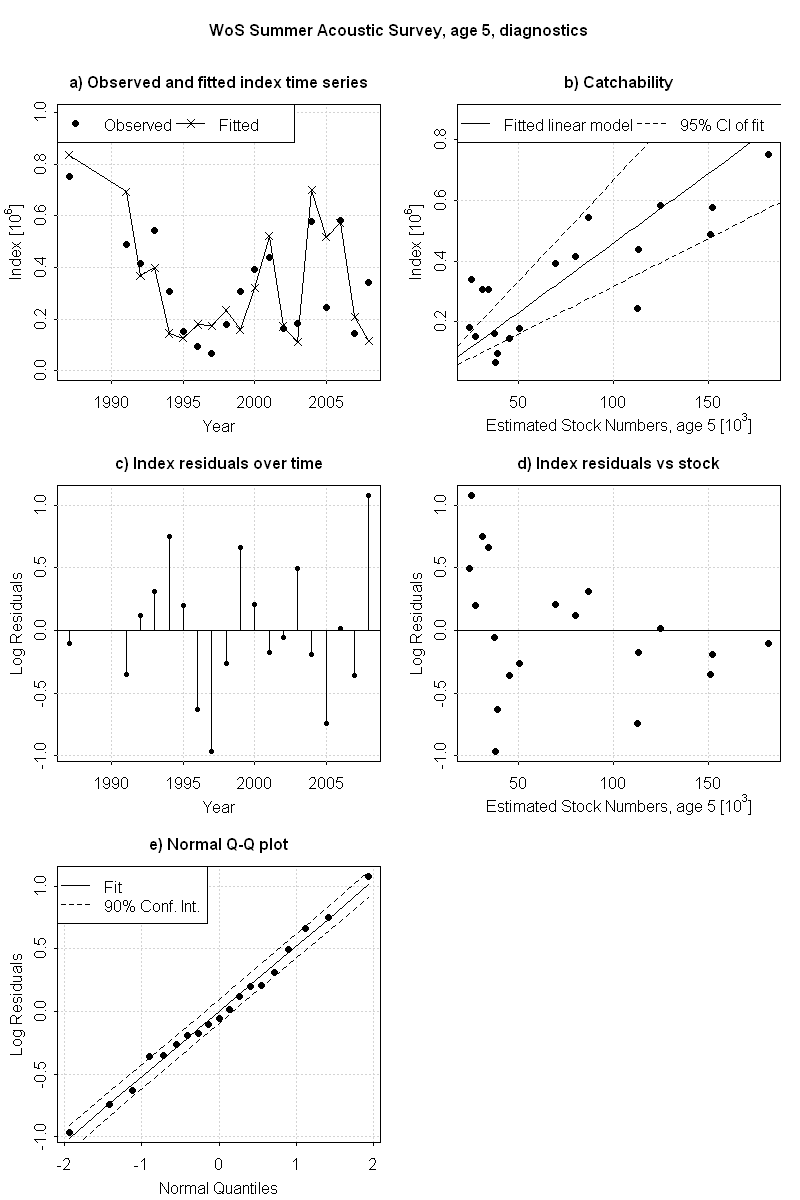 WoS Summer Acoustic Survey, age 5, diagnostics
a) Observed and fitted index time series
Observed Fitted
0.0 0.2 0.4 0.6 0.8 1.0
Index [10⁶]
1990 1995 2000 2005
Year
b) Catchability
Fitted linear model 95% CI of fit
0.2 0.4 0.6 0.8
Index [10⁶]
50 100 150
Estimated Stock Numbers, age 5 [10³]
c) Index residuals over time
-1.0 -0.5 0.0 0.5 1.0
Log Residuals
1990 1995 2000 2005
Year
d) Index residuals vs stock
-1.0 -0.5 0.0 0.5 1.0
Log Residuals
50 100 150
Estimated Stock Numbers, age 5 [10³]
e) Normal Q-Q plot
Fit
90% Conf. Int.
-1.0 -0.5 0.0 0.5 1.0
Log Residuals
-2 -1 0 1 2
Normal Quantiles